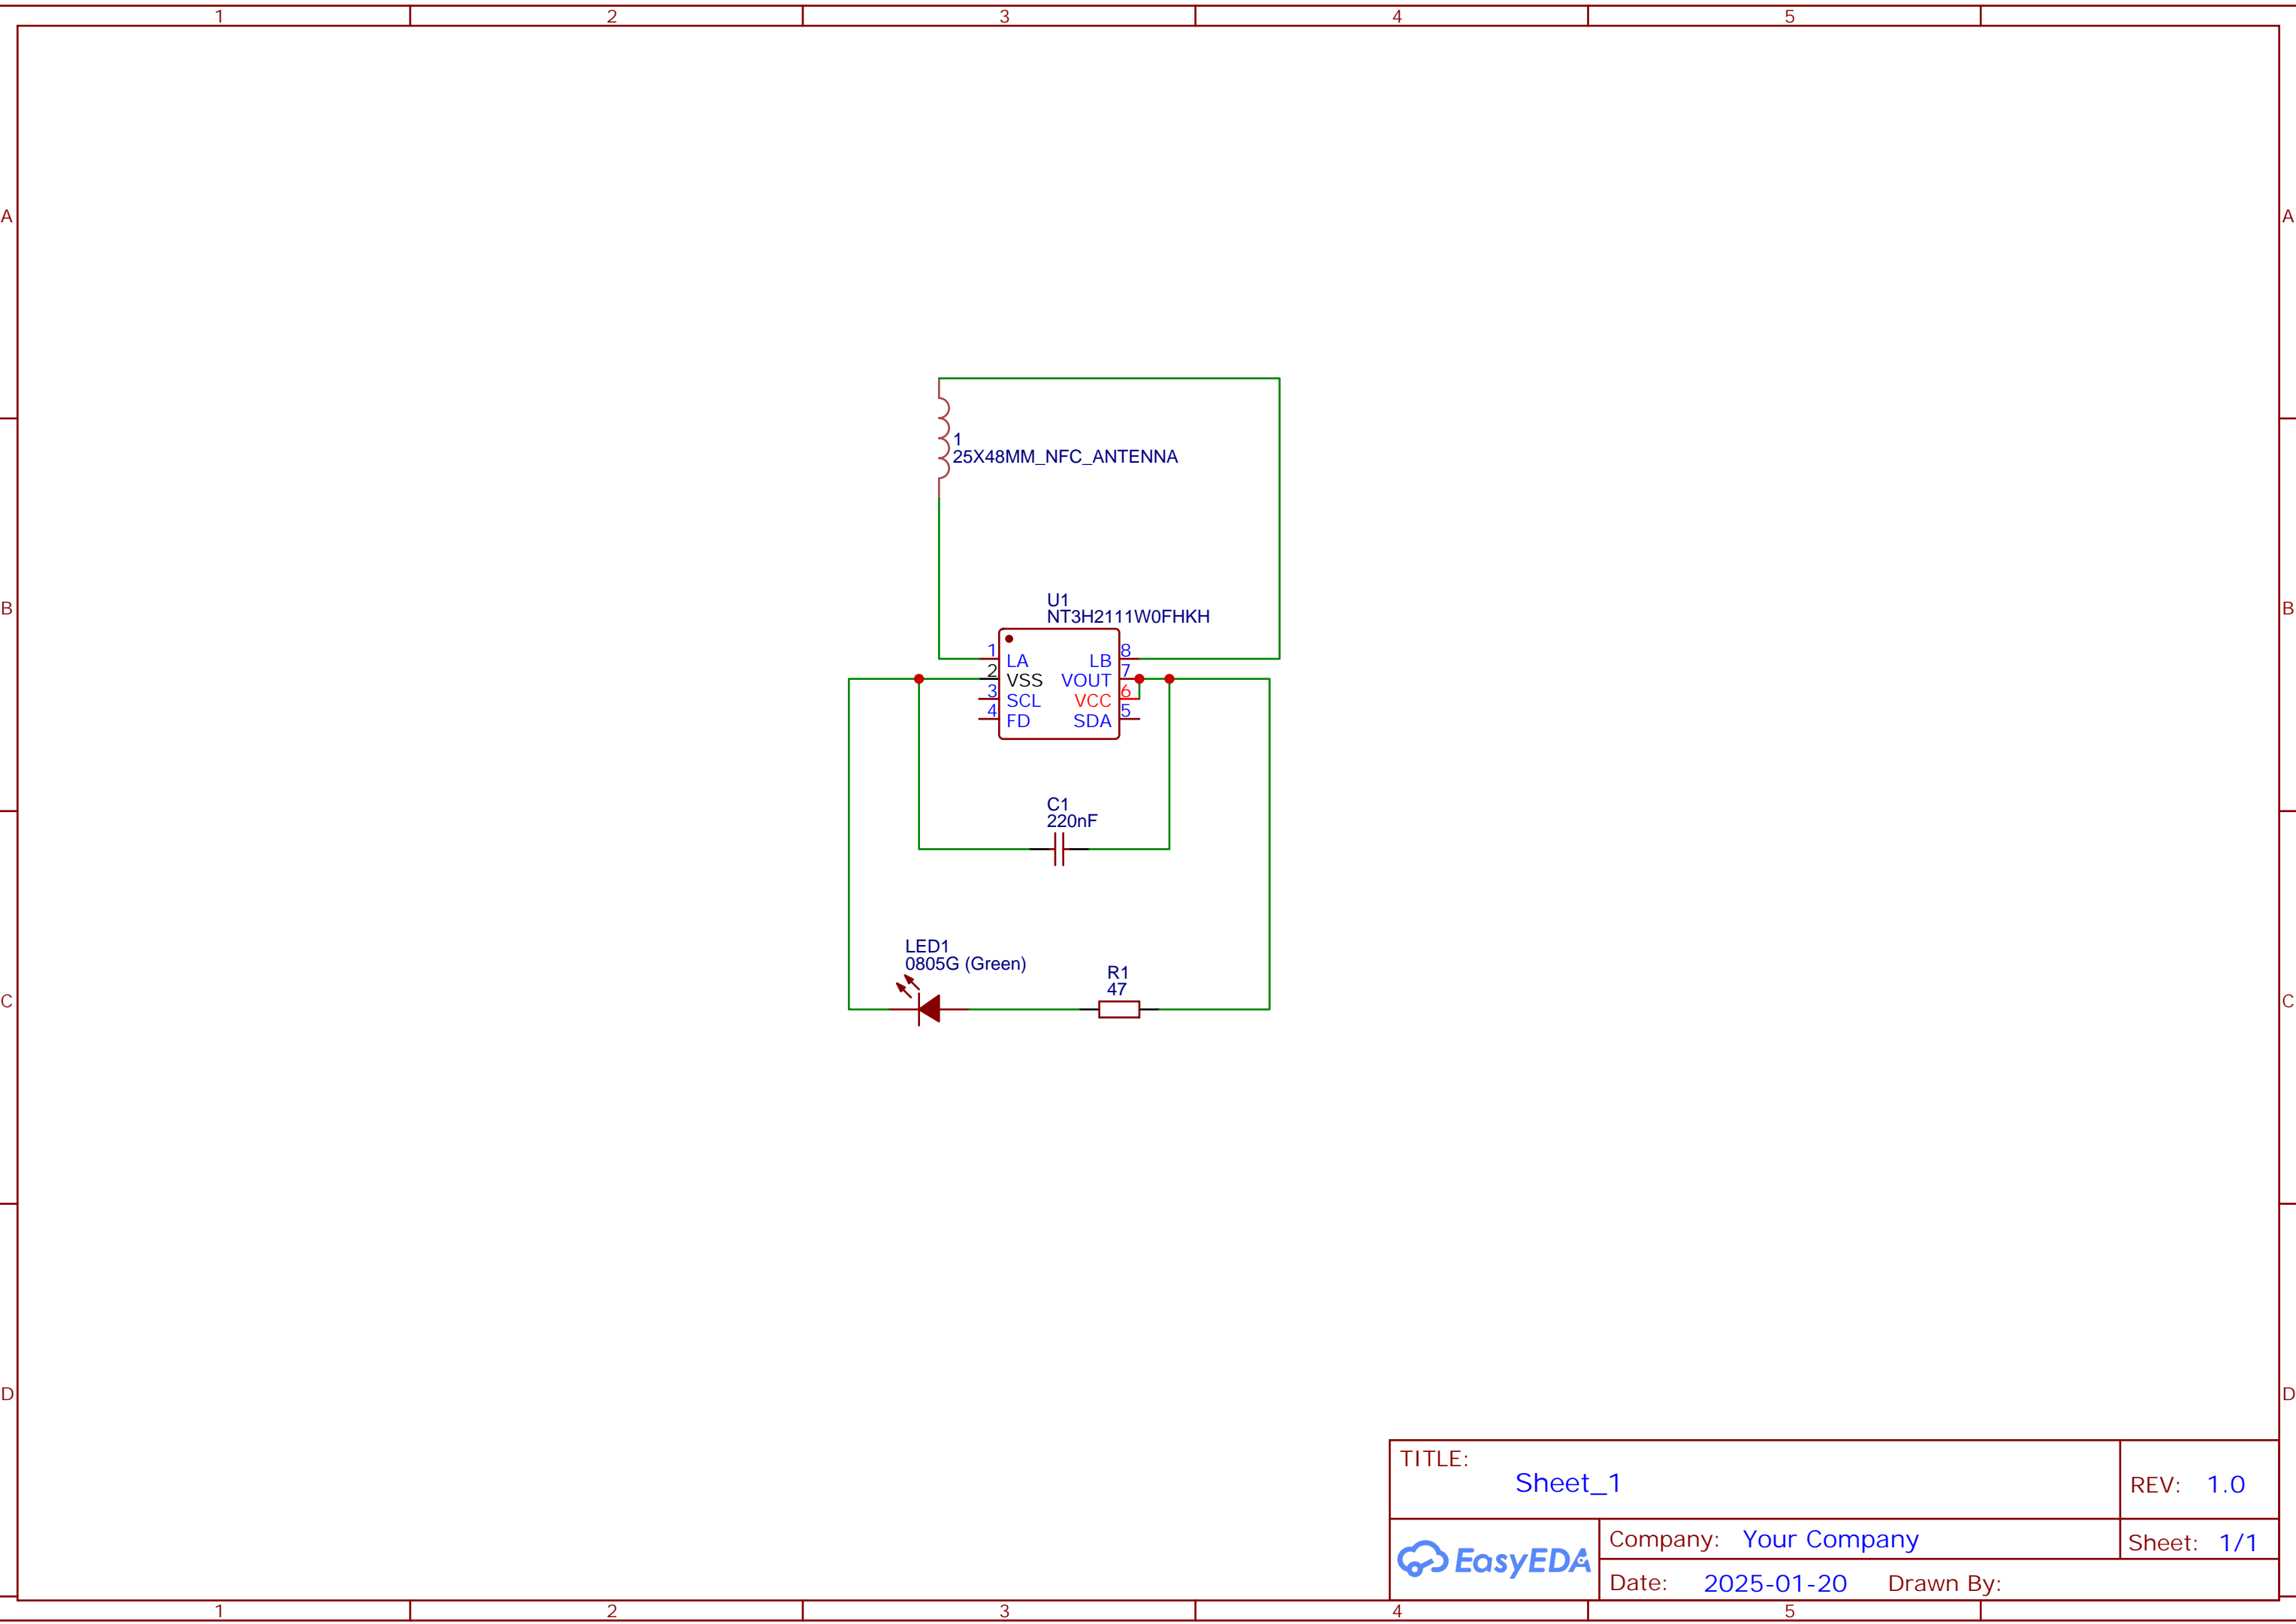 1 2 3 4 5
A A
1
25X48MM_NFC_ANTENNA
B B
U1
NT3H2111W0FHKH
1 LA LB 8
2 VSS VOUT 7
3 SCL VCC 6
4 FD SDA 5
C1
220nF
LED1
0805G (Green)
R1
47
C C
D D
TITLE:
Sheet_1
REV: 1.0
EasyEDA
Company: Your Company
Sheet: 1/1
Date: 2025-01-20 Drawn By:
1 2 3 4 5